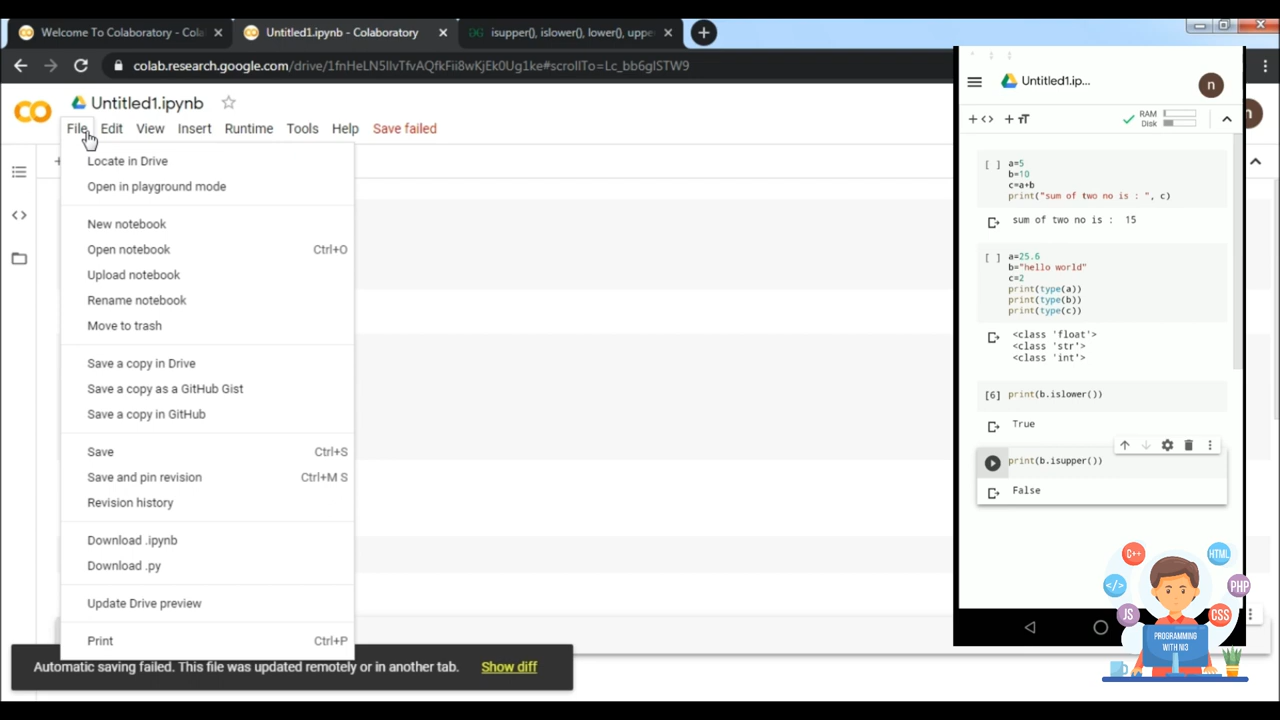 Welcome To Colaboratory - Cola
Untitled1.ipynb - Colaboratory
), lower(), uppe
colab.research.google.com/drive/1fnHeLN5IlvTfvAQfkFii8wKjEk0Ug1ke#scrollTo=Lc_bb6glSTW9
CO
Untitled1.ipynb
File Edit View Insert Runtime Tools Help Save failed
n
Locate in Drive
Open in playground mode
New notebook
Open notebook Ctrl+O
Upload notebook
Rename notebook
Move to trash
Save a copy in Drive
Save a copy as a GitHub Gist
Save a copy in GitHub
Save Ctrl+S
Save and pin revision Ctrl+M S
Revision history
Download .ipynb
Download .py
Update Drive preview
Print Ctrl+P
Automatic saving failed. This file was updated remotely or in another tab. Show diff
Untitled1.ip...
n
+ <> + TT
RAM
Disk
[ ] a=5
b=10
c=a+b
print("sum of two no is : ", c)
sum of two no is : 15
[ ] a=25.6
b="hello world"
c=2
print(type(a))
print(type(b))
print(type(c))
<class 'float'>
<class 'str'>
<class 'int'>
[6] print(b.islower())
True
print(b.isupper())
False
C++
HTML
</>
PHP
JS
CSS
PROGRAMMING
WITH NI3